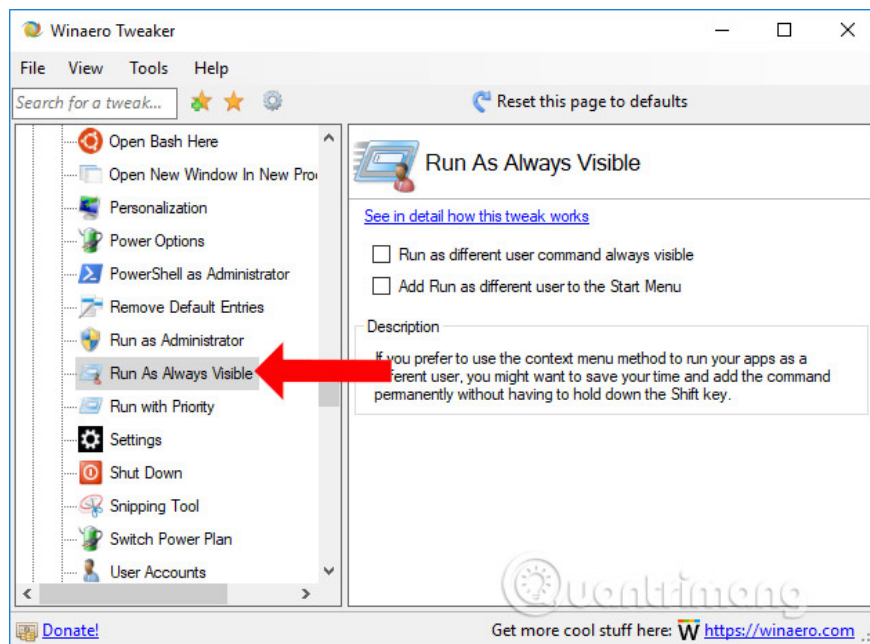 Winaero Tweaker
File View Tools Help
Search for a tweak...
Reset this page to defaults
Open Bash Here
Open New Window In New Pro
Personalization
Power Options
PowerShell as Administrator
Remove Default Entries
Run as Administrator
Run As Always Visible
Run with Priority
Settings
Shut Down
Snipping Tool
Switch Power Plan
User Accounts
Run As Always Visible
See in detail how this tweak works
Run as different user command always visible
Add Run as different user to the Start Menu
Description
If you prefer to use the context menu method to run your apps as a
ferent user, you might want to save your time and add the command
permanently without having to hold down the Shift key.
Quantrimang
Donate!
Get more cool stuff here: W https://winaero.com